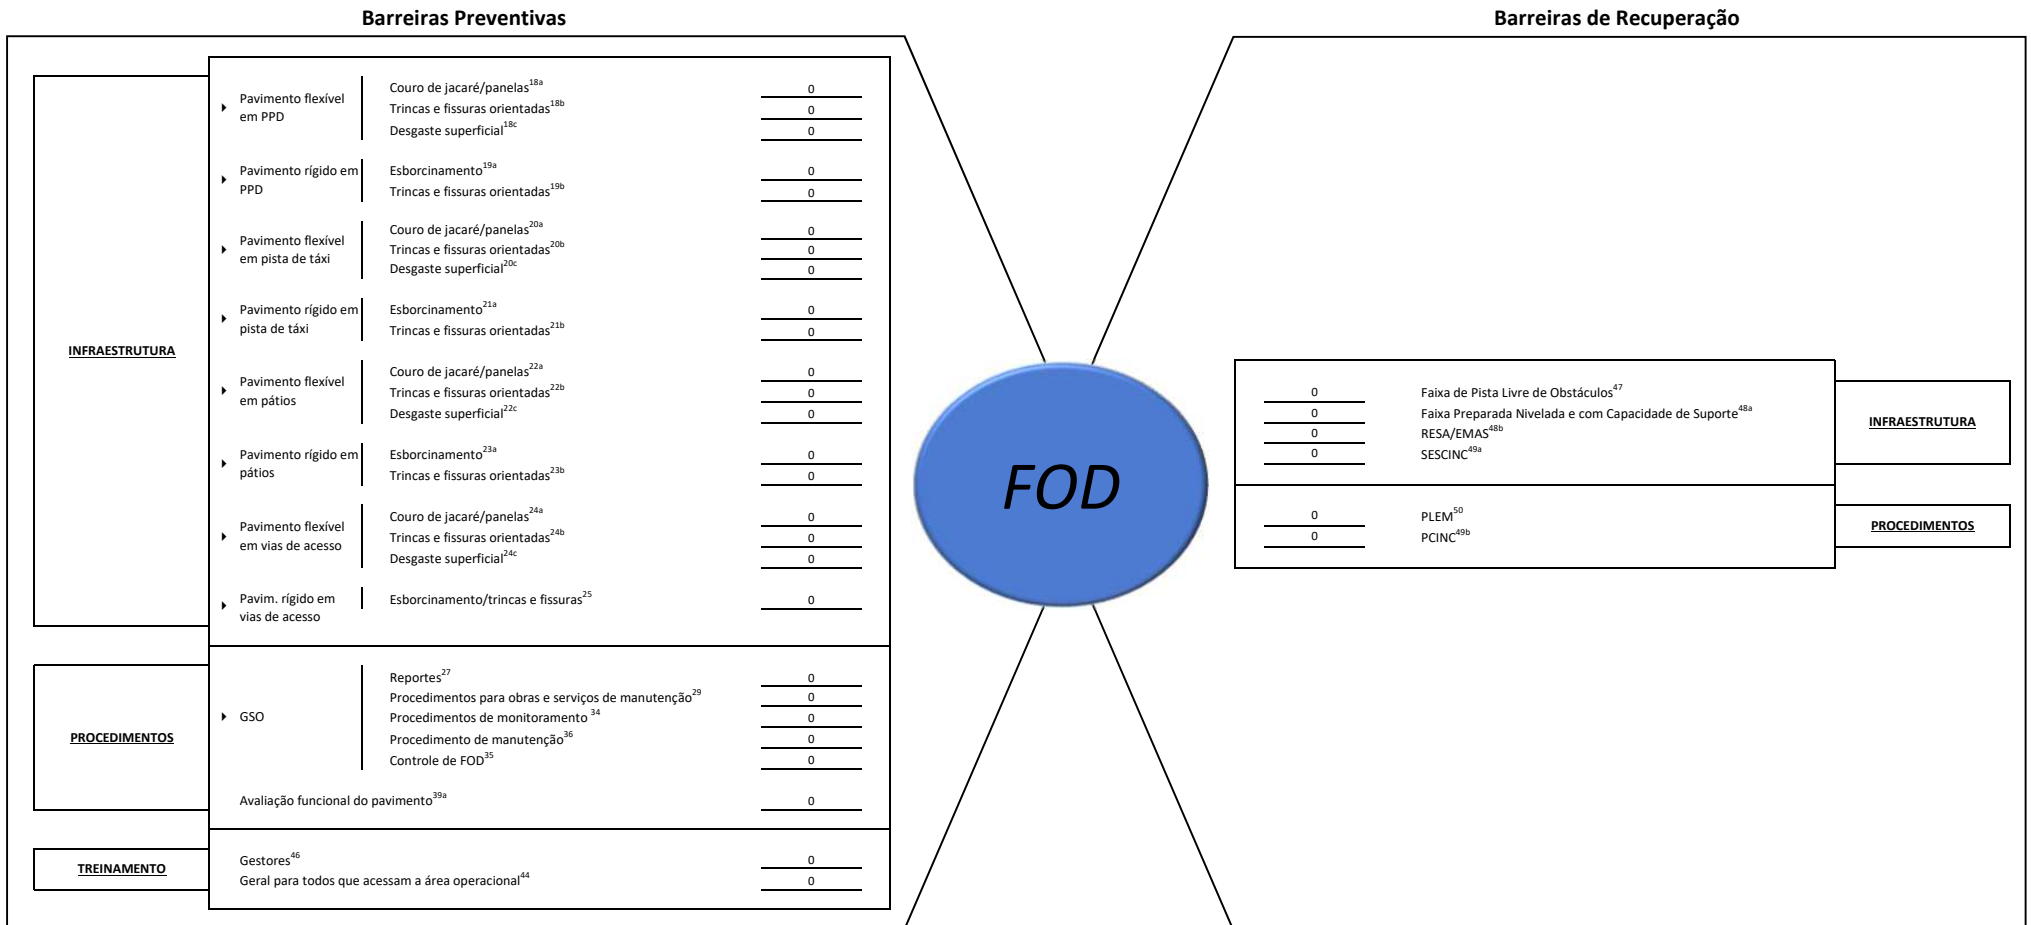 Barreiras Preventivas
Barreiras de Recuperação
INFRAESTRUTURA
Pavimento flexível
em PPD
Couro de jacaré/panelas18a 0
Trincas e fissuras orientadas18b 0
Desgaste superficial18c 0
Pavimento rígido em
PPD
Esborcinamento19a 0
Trincas e fissuras orientadas19b 0
Pavimento flexível
em pista de táxi
Couro de jacaré/panelas20a 0
Trincas e fissuras orientadas20b 0
Desgaste superficial20c 0
Pavimento rígido em
pista de táxi
Esborcinamento21a 0
Trincas e fissuras orientadas21b 0
Pavimento flexível
em pátios
Couro de jacaré/panelas22a 0
Trincas e fissuras orientadas22b 0
Desgaste superficial22c 0
Pavimento rígido em
pátios
Esborcinamento23a 0
Trincas e fissuras orientadas23b 0
Pavimento flexível
em vias de acesso
Couro de jacaré/panelas24a 0
Trincas e fissuras orientadas24b 0
Desgaste superficial24c 0
Pavim. rígido em
vias de acesso
Esborcinamento/trincas e fissuras25 0
PROCEDIMENTOS
GSO
Reportes27 0
Procedimentos para obras e serviços de manutenção29 0
Procedimentos de monitoramento 34 0
Procedimento de manutenção36 0
Controle de FOD35 0
Avaliação funcional do pavimento39a 0
TREINAMENTO
Gestores46 0
Geral para todos que acessam a área operacional44 0
FOD
0 Faixa de Pista Livre de Obstáculos47
0 Faixa Preparada Nivelada e com Capacidade de Suporte48a
0 RESA/EMAS48b
0 SESCINC49a
INFRAESTRUTURA
0 PLEM50
0 PCINC49b
PROCEDIMENTOS